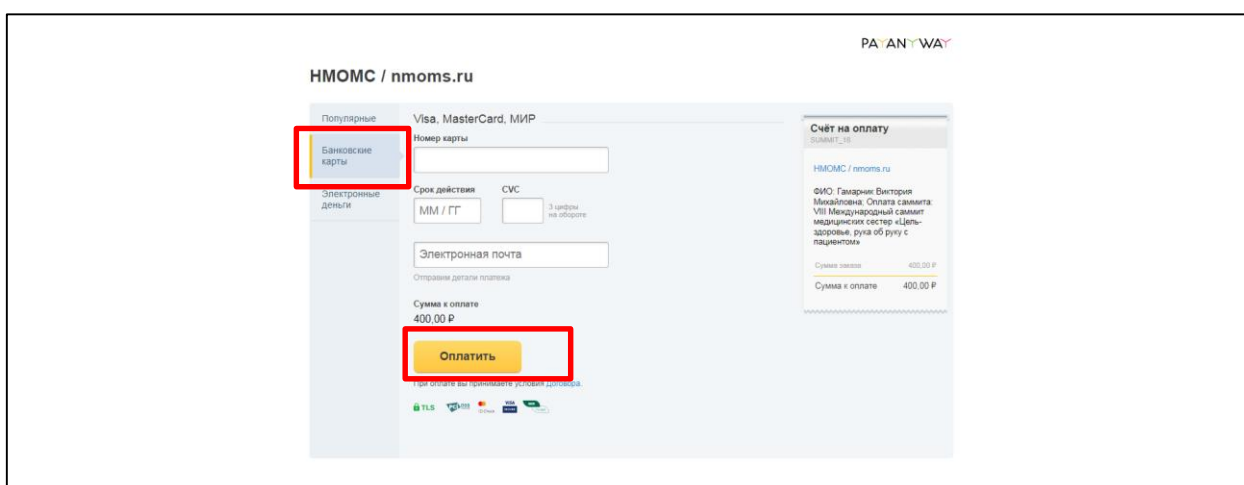 PAYANYWAY
НМОМС / nmoms.ru
Популярные
Банковские
карты
Электронные
деньги
Visa, MasterCard, МИР
Номер карты
Срок действия
CVC
ММ / ГГ
3 цифры
на обороте
Электронная почта
Отправим детали платежа
Сумма к оплате
400,00 ₽
Оплатить
При оплате вы принимаете условия Договора.
TLS
Счёт на оплату
SUMMIT_16
НМОМС / nmoms.ru
ФИО: Гамарник Виктория
Михайловна; Оплата саммита:
VIII Международный саммит
медицинских сестер «Цель-
здоровье, рука об руку с
пациентом»
Сумма заказа 400,00 ₽
Сумма к оплате 400,00 ₽